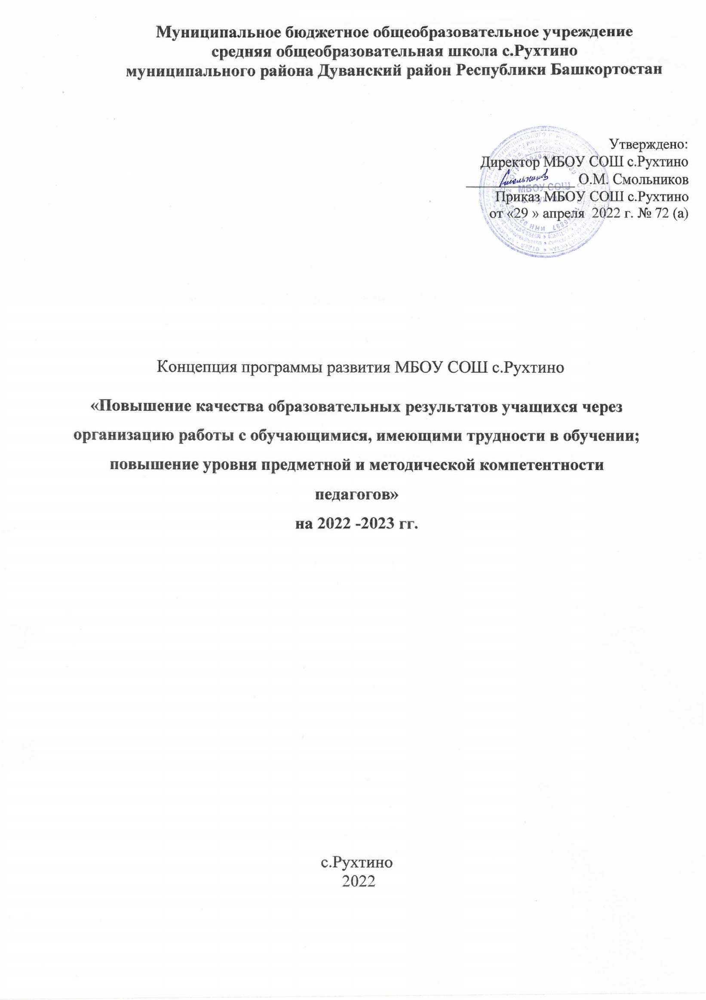 Муниципальное бюджетное общеобразовательное учреждение
средняя общеобразовательная школа с.Рухтино
муниципального района Дуванский район Республики Башкортостан
Утверждено:
Директор МБОУ СОШ с.Рухтино
О.М. Смольников
МБОУ СОШ
Приказ МБОУ СОШ с.Рухтино
от «29 » апреля 2022 г. № 72 (а)
Концепция программы развития МБОУ СОШ с.Рухтино
«Повышение качества образовательных результатов учащихся через
организацию работы с обучающимися, имеющими трудности в обучении;
повышение уровня предметной и методической компетентности
педагогов»
на 2022 -2023 гг.
с.Рухтино
2022